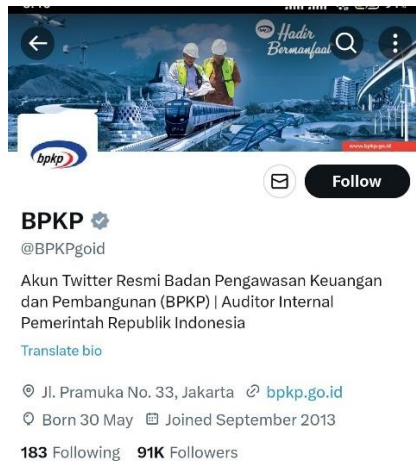 Hadir
Bermanfaat
www.bpkp.go.id
bpkp
Follow
BPKP
@BPKPgoid
Akun Twitter Resmi Badan Pengawasan Keuangan
dan Pembangunan (BPKP) | Auditor Internal
Pemerintah Republik Indonesia
Translate bio
Jl. Pramuka No. 33, Jakarta bpkp.go.id
Born 30 May Joined September 2013
183 Following 91K Followers